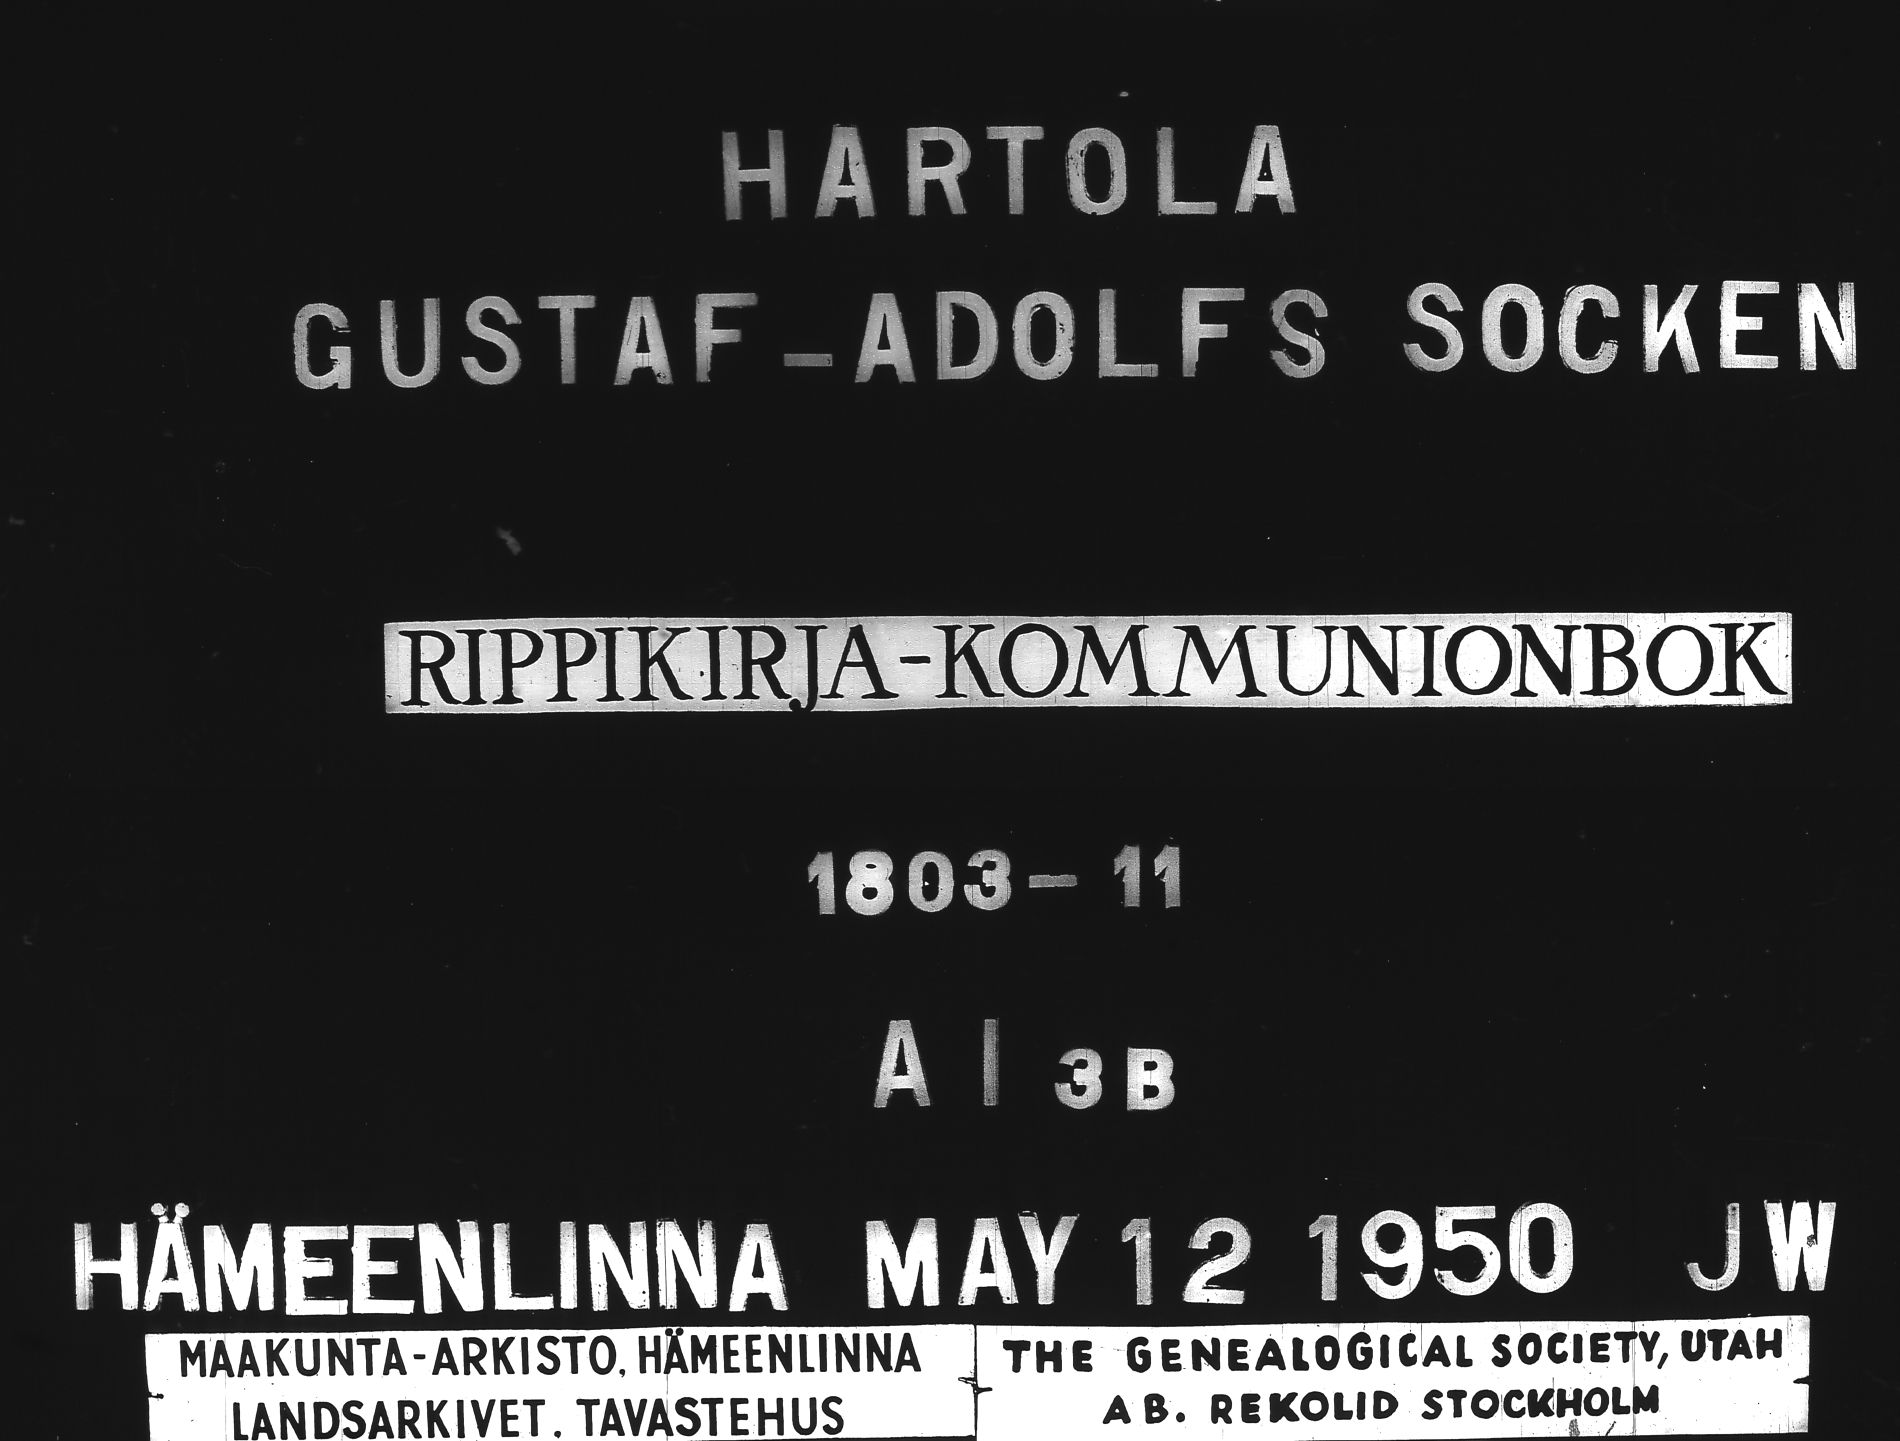 HARTOLA
GUSTAF-ADOLFS SOCKEN
RIPPIKIRJA-KOMMUNIONBOK
1803-11
A I 3B
HÄMEENLINNA MAY 12 1950 JW
MAAKUNTA-ARKISTO, HÄMEENLINNA
LANDSARKIVET, TAVASTEHUS
THE GENEALOGICAL SOCIETY, UTAH
AB. REKOLID STOCKHOLM